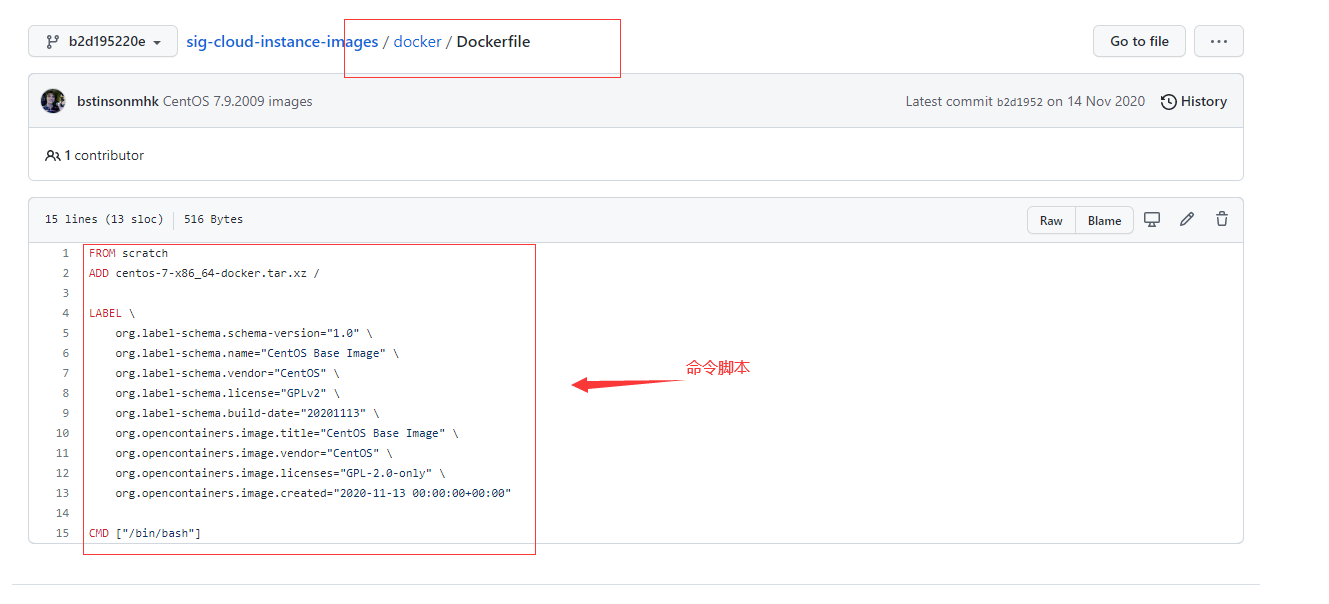 b2d195220e sig-cloud-instance-images / docker / Dockerfile Go to file ...
bstinsonmhk CentOS 7.9.2009 images Latest commit b2d1952 on 14 Nov 2020 History
1 contributor
15 lines (13 sloc) 516 Bytes Raw Blame
1 FROM scratch
2 ADD centos-7-x86_64-docker.tar.xz /
3
4 LABEL \
5 org.label-schema.schema-version="1.0" \
6 org.label-schema.name="CentOS Base Image" \
7 org.label-schema.vendor="CentOS" \
8 org.label-schema.license="GPLv2" \
9 org.label-schema.build-date="20201113" \
10 org.opencontainers.image.title="CentOS Base Image" \
11 org.opencontainers.image.vendor="CentOS" \
12 org.opencontainers.image.licenses="GPL-2.0-only" \
13 org.opencontainers.image.created="2020-11-13 00:00:00+00:00"
14
15 CMD ["/bin/bash"]
命令脚本